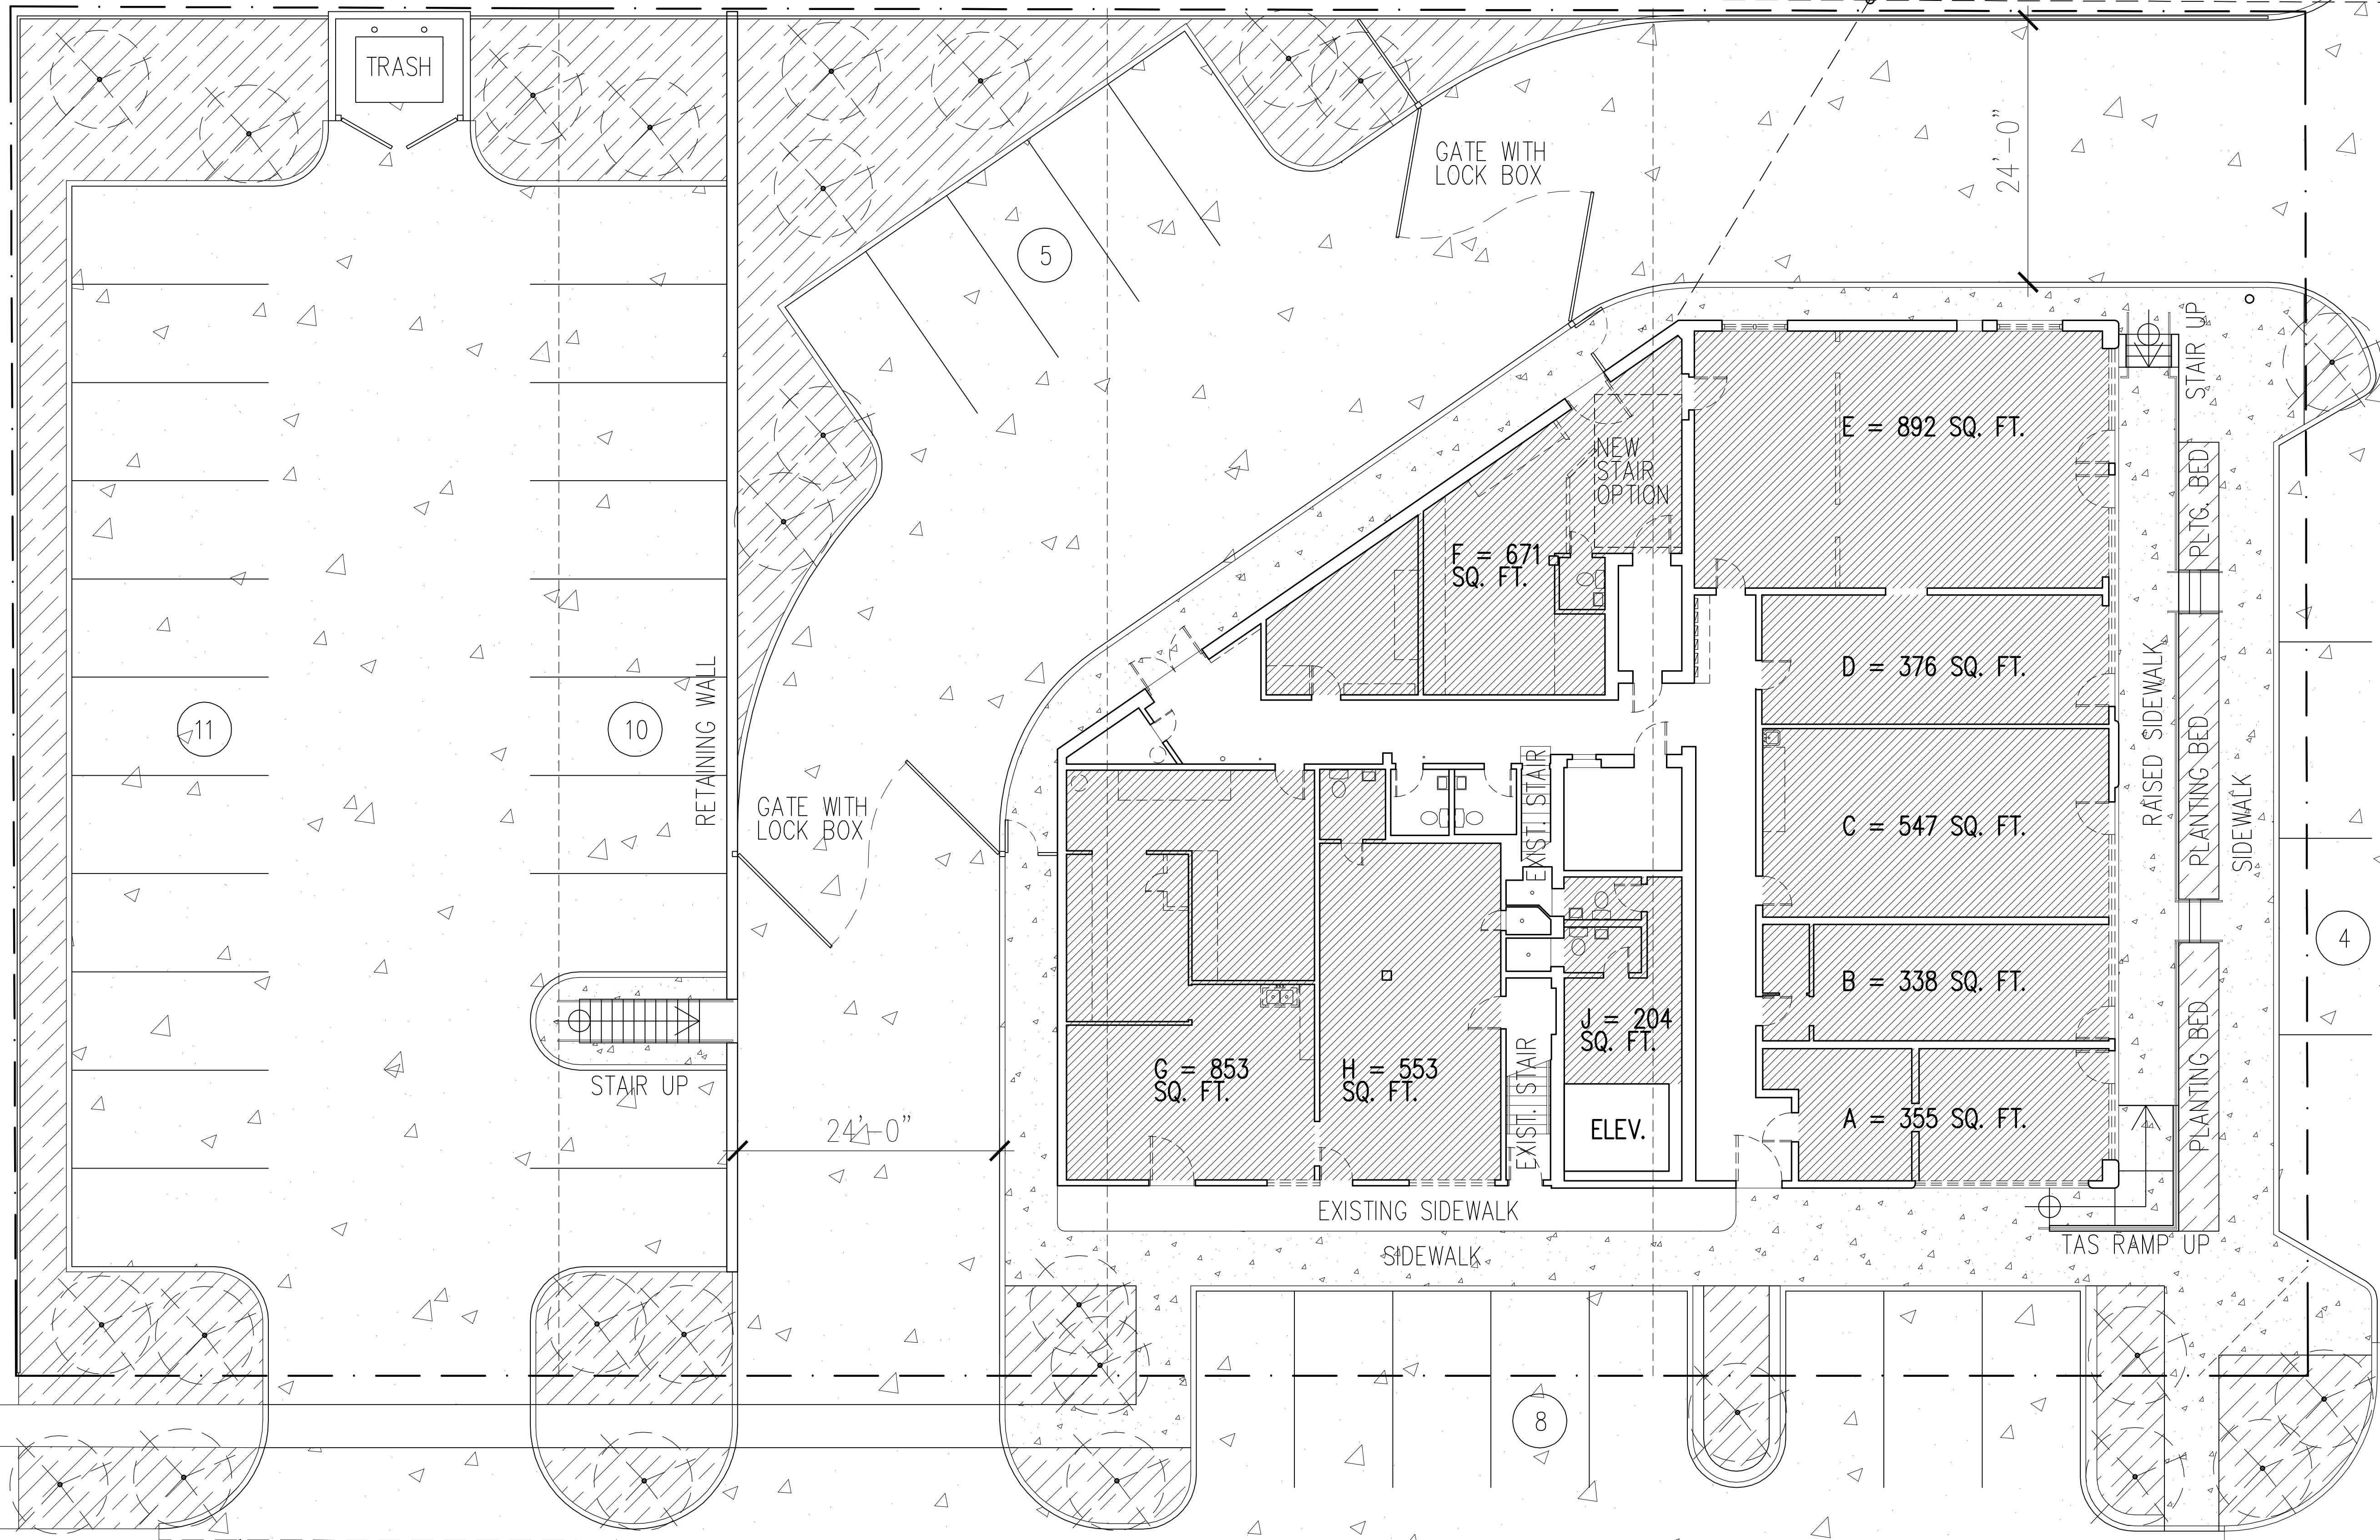 TRASH
GATE WITH
LOCK BOX
24'-0"
5
STAIR UP
E = 892 SQ. FT.
NEW
STAIR
OPTION
PLTG. BED
F = 671
SQ. FT.
D = 376 SQ. FT.
RAISED SIDEWALK
PLANTING BED
SIDEWALK
11
10
RETAINING WALL
GATE WITH
LOCK BOX
EXIST. STAIR
C = 547 SQ. FT.
4
B = 338 SQ. FT.
J = 204
SQ. FT.
G = 853
SQ. FT.
H = 553
SQ. FT.
EXIST. STAIR
PLANTING BED
STAIR UP
24'-0"
ELEV.
A = 355 SQ. FT.
EXISTING SIDEWALK
SIDEWALK
TAS RAMP UP
8